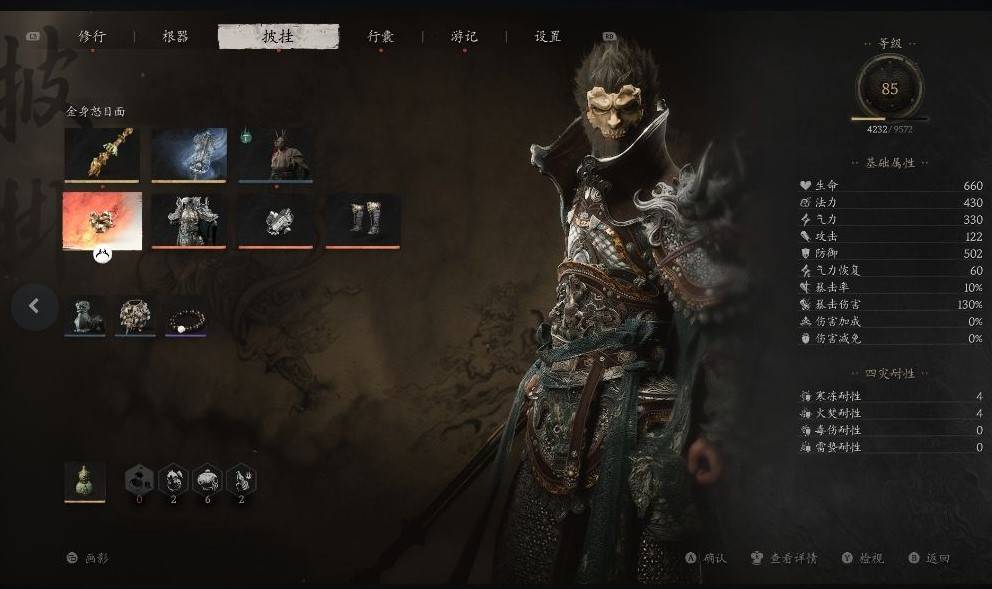 修行 根器 披挂 行囊 游记 设置
金身怒目面
等级
85
4232/9572
基础属性
生命 660
法力 430
气力 330
攻击 122
防御 502
气力恢复 60
暴击率 10%
暴击伤害 130%
伤害加成 0%
伤害减免 0%
四灾耐性
寒冻耐性 4
火焚耐性 4
毒伤耐性 0
雷蛰耐性 0
0 2 6 2
画影 A 确认 查看详情 Y 检视 B 返回
披挂